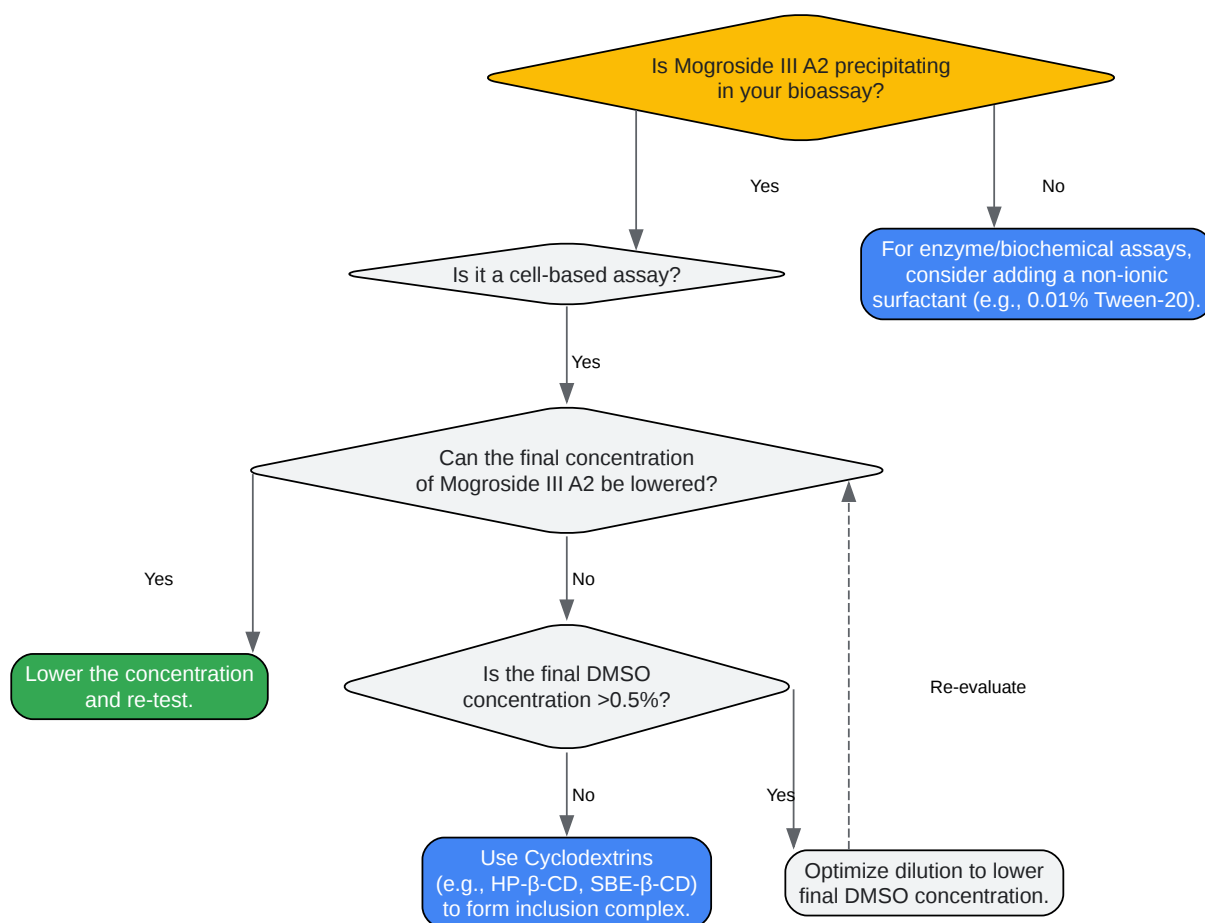 Is Mogroside III A2 precipitating
in your bioassay?
Yes
No
Is it a cell-based assay?
For enzyme/biochemical assays,
consider adding a non-ionic
surfactant (e.g., 0.01% Tween-20).
Yes
Can the final concentration
of Mogroside III A2 be lowered?
Yes
No
Lower the concentration
and re-test.
Is the final DMSO
concentration >0.5%?
Re-evaluate
No
Yes
Use Cyclodextrins
(e.g., HP-β-CD, SBE-β-CD)
to form inclusion complex.
Optimize dilution to lower
final DMSO concentration.